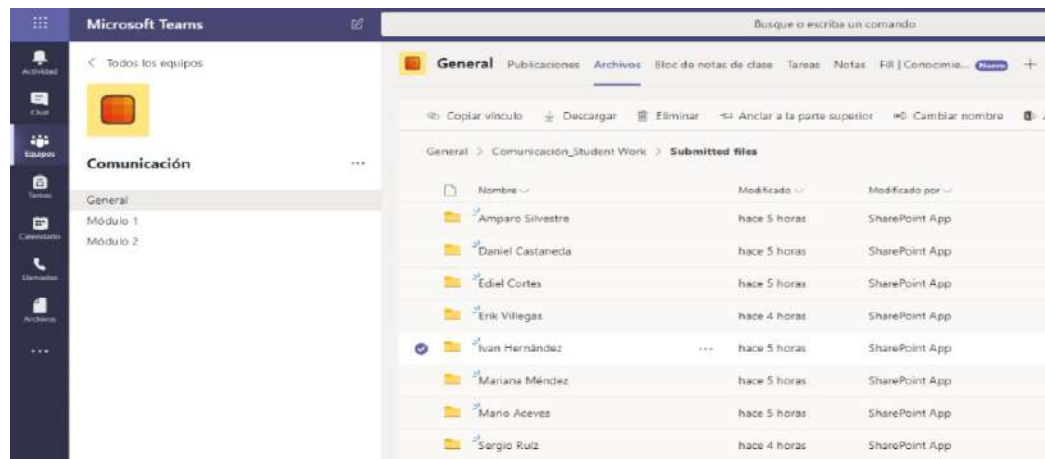 Microsoft Teams
Busque o escriba un comando
Actividad
Chat
Equipos
Tareas
Calendario
Llamadas
Archivos
Todos los equipos
Comunicación
General
Módulo 1
Módulo 2
General Publicaciones Archivos Bloc de notas de clase Tareas Notas Fill | Conocimie... Nuevo
Copiar vínculo Descargar Eliminar Anclar a la parte superior Cambiar nombre
General > Comunicación_Student Work > Submitted files
Nombre Modificado Modificado por
Amparo Silvestre hace 5 horas SharePoint App
Daniel Castaneda hace 5 horas SharePoint App
Ediel Cortes hace 5 horas SharePoint App
Erik Villegas hace 4 horas SharePoint App
Ivan Hernández ... hace 5 horas SharePoint App
Mariana Méndez hace 5 horas SharePoint App
Mario Aceves hace 5 horas SharePoint App
Sergio Ruíz hace 4 horas SharePoint App